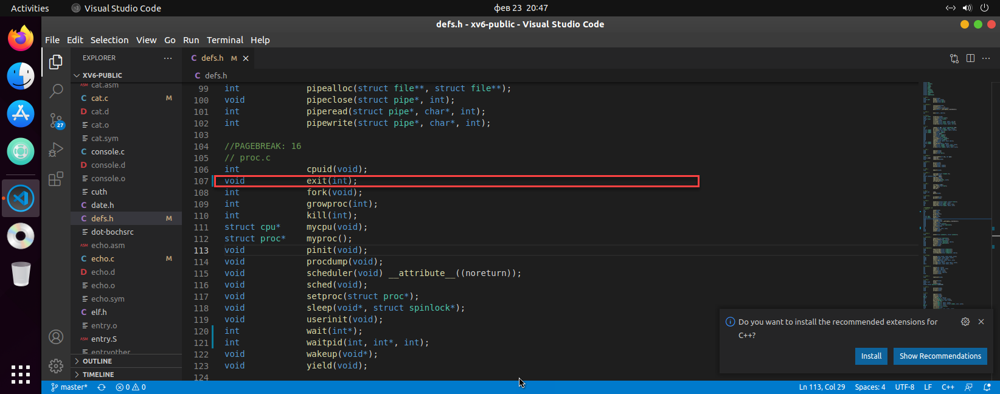 Activities
Visual Studio Code
фев 23 20:47
defs.h - xv6-public - Visual Studio Code
File Edit Selection View Go Run Terminal Help
EXPLORER
XV6-PUBLIC
ASM cat.asm
C cat.c M
D cat.d
cat.o
cat.sym
C console.c
D console.d
console.o
cuth
C date.h
C defs.h M
dot-bochsrc
ASM echo.asm
C echo.c M
D echo.d
echo.o
echo.sym
C elf.h
entry.o
ASM entry.S
entryother
OUTLINE
TIMELINE
27
C defs.h M
C defs.h
99 int pipealloc(struct file**, struct file**);
100 void pipeclose(struct pipe*, int);
101 int piperead(struct pipe*, char*, int);
102 int pipewrite(struct pipe*, char*, int);
103
104 //PAGEBREAK: 16
105 // proc.c
106 int cpuid(void);
107 void exit(int);
108 int fork(void);
109 int growproc(int);
110 int kill(int);
111 struct cpu* mycpu(void);
112 struct proc* myproc();
113 void pinit(void);
114 void procdump(void);
115 void scheduler(void) __attribute__((noreturn));
116 void sched(void);
117 void setproc(struct proc*);
118 void sleep(void*, struct spinlock*);
119 void userinit(void);
120 int wait(int*);
121 int waitpid(int, int*, int);
122 void wakeup(void*);
123 void yield(void);
124
Do you want to install the recommended extensions for
C++?
Install
Show Recommendations
master*
0 0
Ln 113, Col 29
Spaces: 4
UTF-8
LF
C++